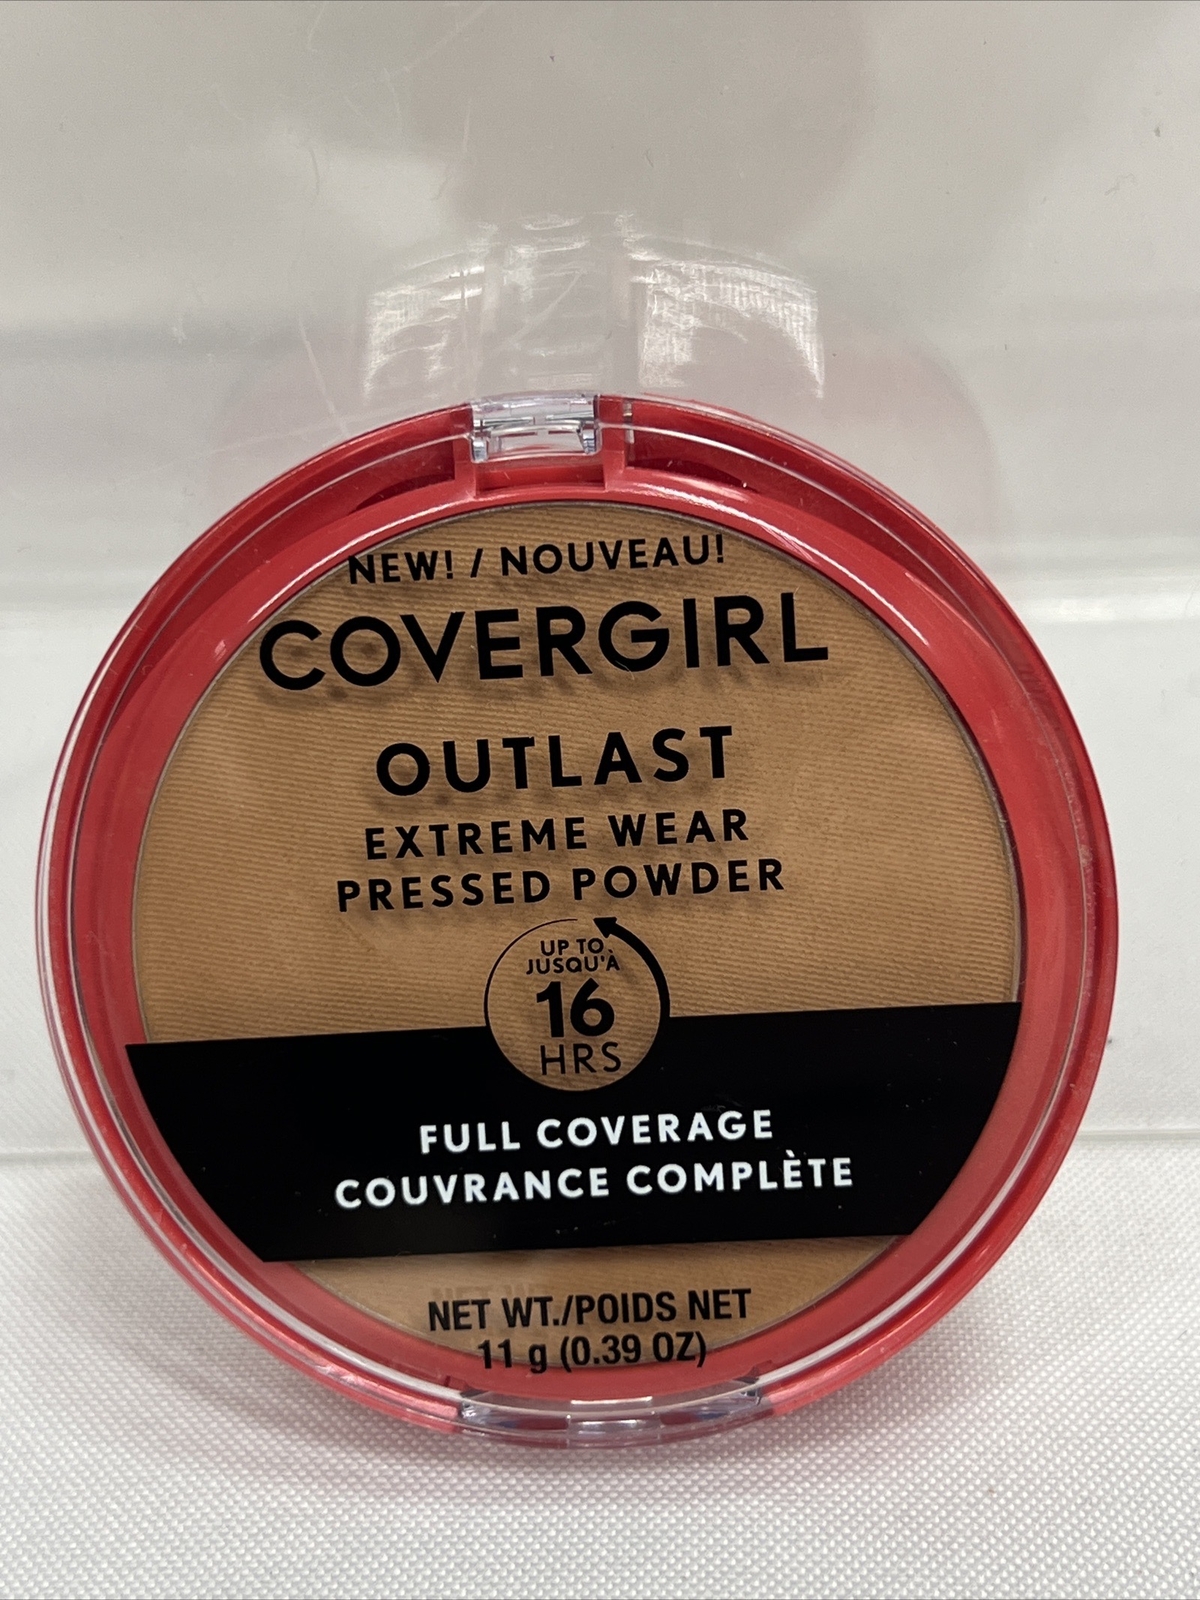 NEW! / NOUVEAU!
COVERGIRL
OUTLAST
EXTREME WEAR
PRESSED POWDER
UP TO
JUSQU'À
16
HRS
FULL COVERAGE
COUVRANCE COMPLÈTE
NET WT./POIDS NET
11 g (0.39 OZ)